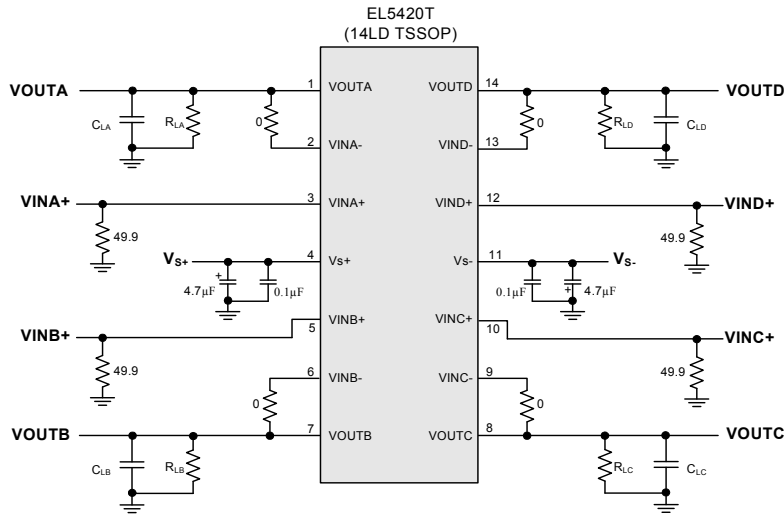 EL5420T
(14LD TSSOP)
VOUTA 1 VOUTA VOUTD 14 VOUTD
CLA RLA 0 0 RLD CLD
2 VINA- VIND- 13
VINA+ 3 VINA+ VIND+ 12 VIND+
49.9 49.9
VS+ 4 Vs+ Vs- 11 VS-
+ 4.7µF 0.1µF 0.1µF + 4.7µF
VINB+ 5 VINB+ VINC+ 10 VINC+
49.9 49.9
6 VINB- VINC- 9
0 0
VOUTB 7 VOUTB VOUTC 8 VOUTC
CLB RLB RLC CLC